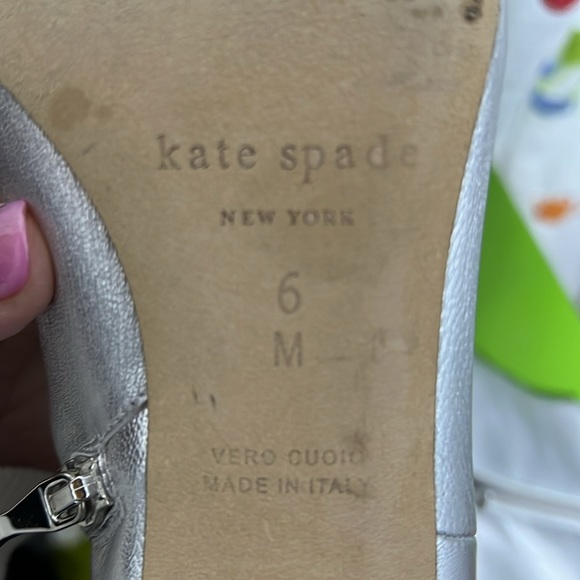 kate spade
NEW YORK
6
M
VERO CUOIO
MADE IN ITALY